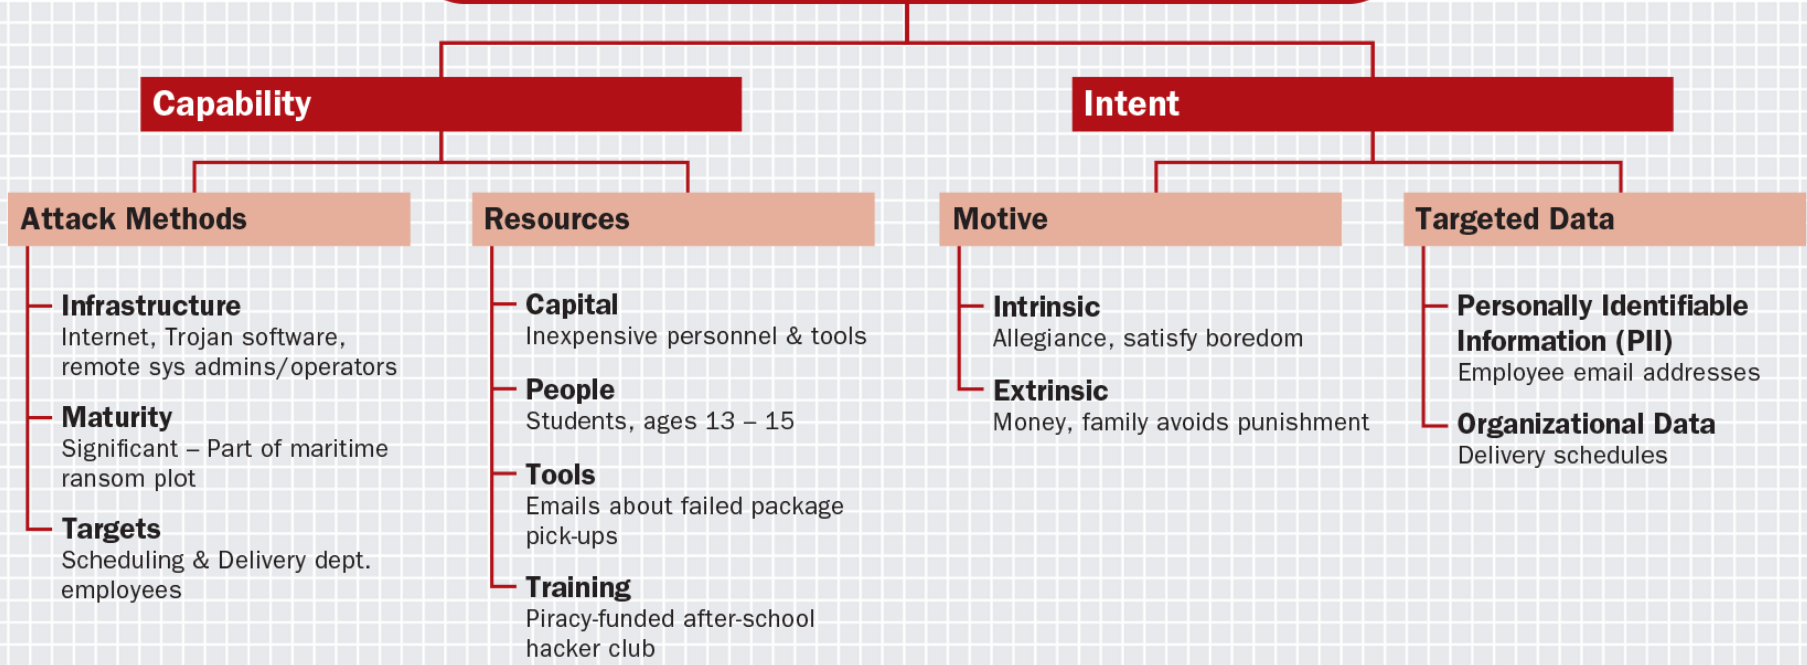 Capability
Intent
Attack Methods
Resources
Motive
Targeted Data
Infrastructure
Internet, Trojan software,
remote sys admins/operators
Maturity
Significant – Part of maritime
ransom plot
Targets
Scheduling & Delivery dept.
employees
Capital
Inexpensive personnel & tools
People
Students, ages 13 – 15
Tools
Emails about failed package
pick-ups
Training
Piracy-funded after-school
hacker club
Intrinsic
Allegiance, satisfy boredom
Extrinsic
Money, family avoids punishment
Personally Identifiable
Information (PII)
Employee email addresses
Organizational Data
Delivery schedules